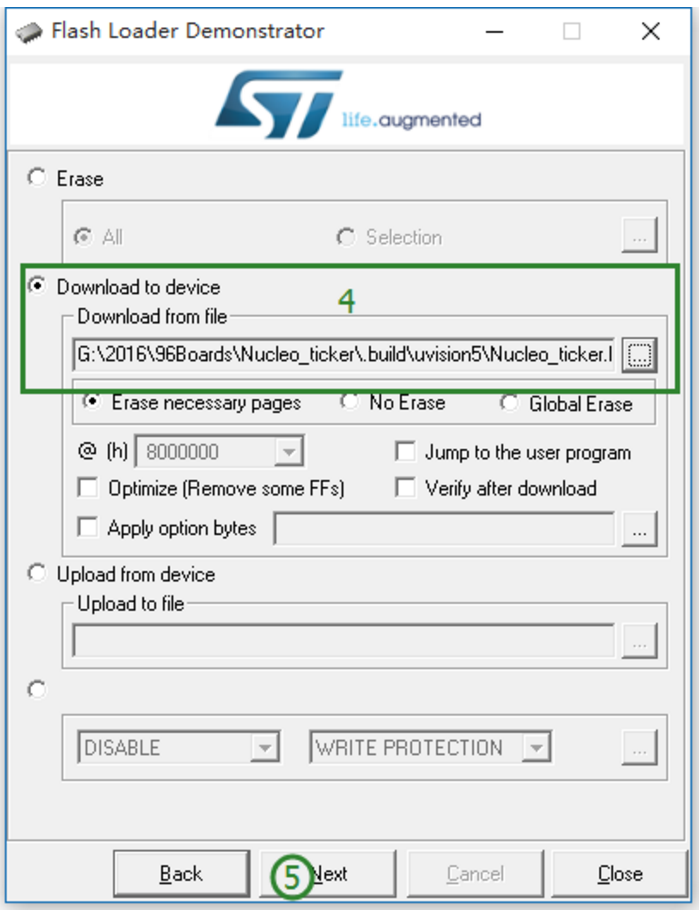 Flash Loader Demonstrator
ST life.augmented
Erase
All Selection ...
Download to device 4
Download from file
G:\2016\96Boards\Nucleo_ticker\.build\uvision5\Nucleo_ticker. ...
Erase necessary pages No Erase Global Erase
@ (h) 8000000 Jump to the user program
Optimize (Remove some FFs) Verify after download
Apply option bytes ...
Upload from device
Upload to file
...
DISABLE WRITE PROTECTION ...
Back 5 Next Cancel Close